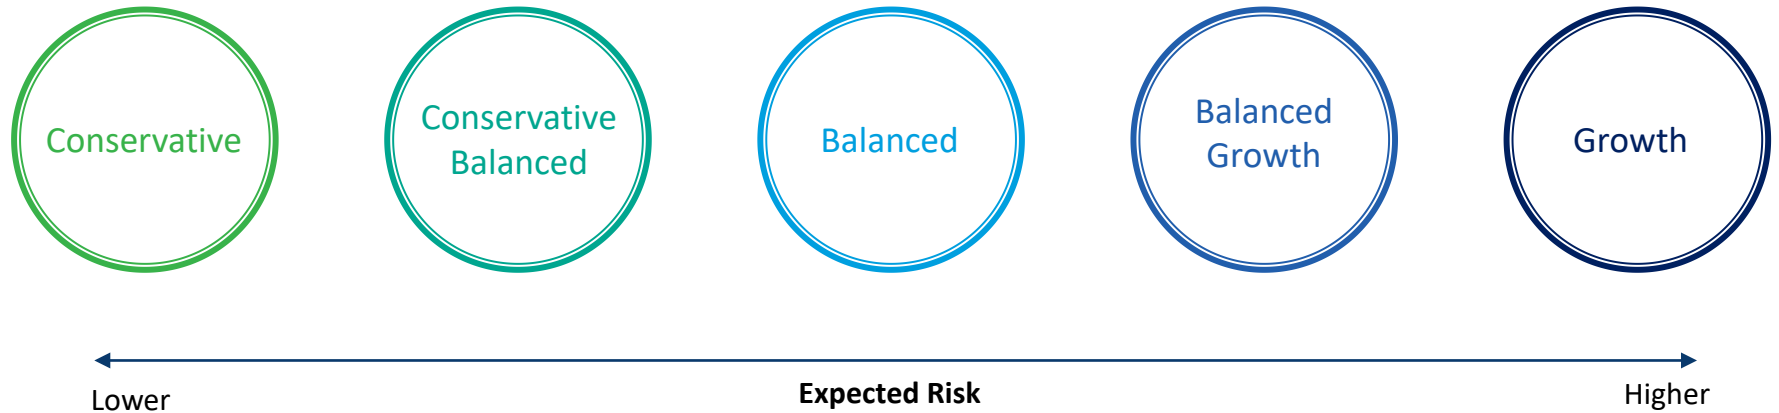 Conservative
Conservative
Balanced
Balanced
Balanced
Growth
Growth
Lower
Expected Risk
Higher